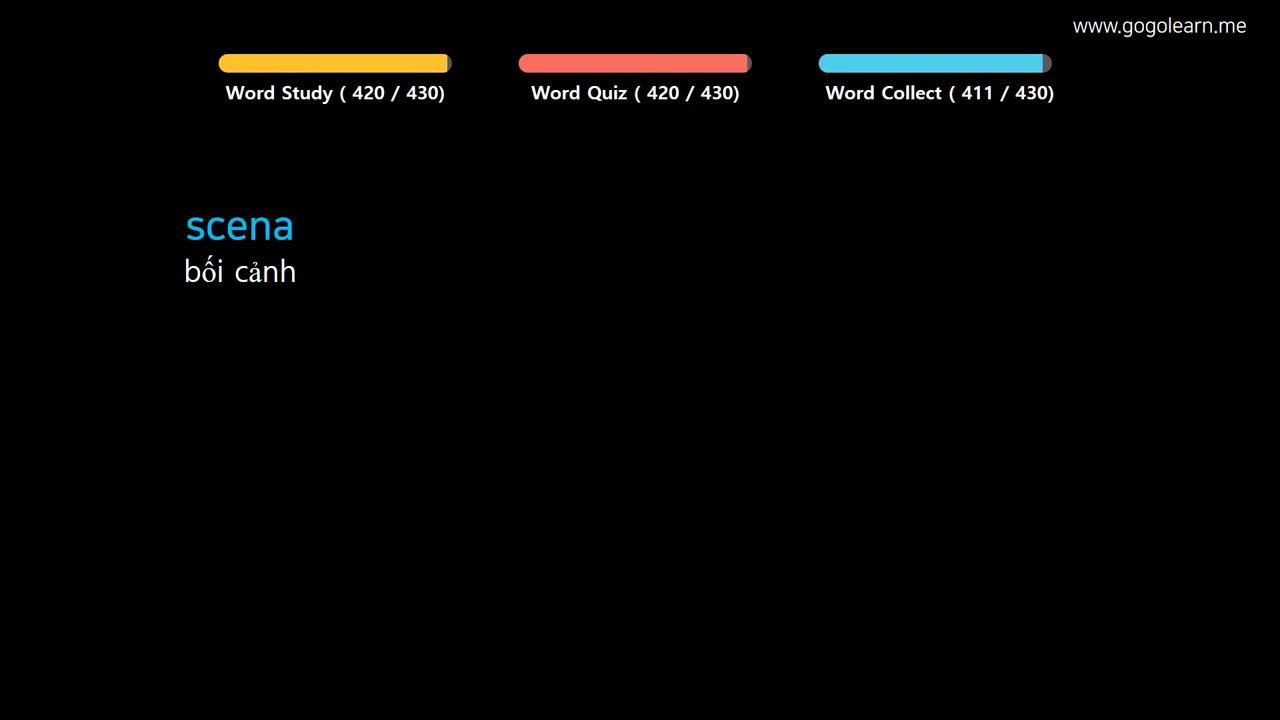 www.gogolearn.me
Word Study ( 420 / 430)
Word Quiz ( 420 / 430)
Word Collect ( 411 / 430)
scena
bối cảnh